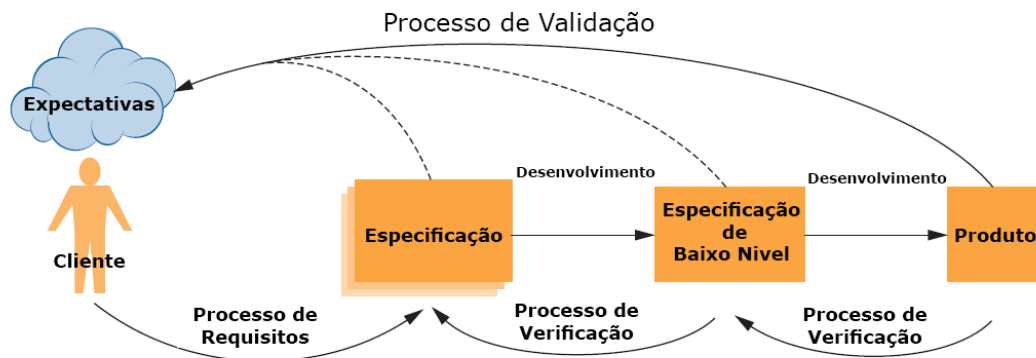 Processo de Validação
Expectativas
Cliente
Processo de
Requisitos
Especificação
Desenvolvimento
Especificação
de
Baixo Nivel
Desenvolvimento
Produto
Processo de
Verificação
Processo de
Verificação